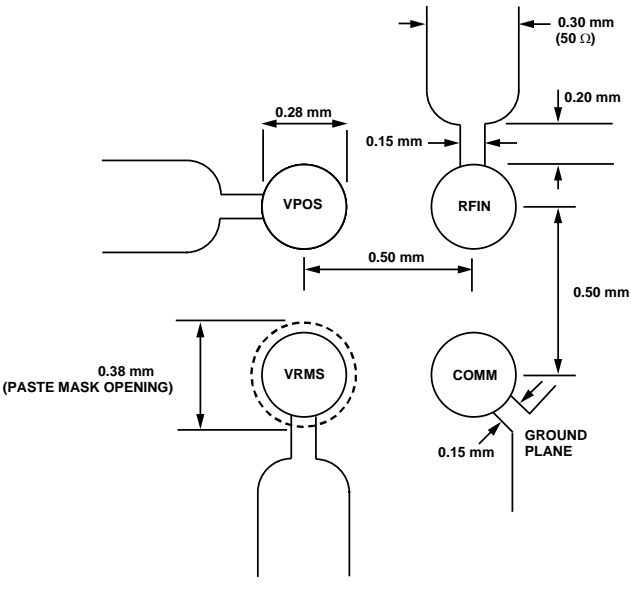 0.30 mm
(50 Ω)
0.20 mm
0.28 mm
0.15 mm
VPOS
RFIN
0.50 mm
0.50 mm
0.38 mm
(PASTE MASK OPENING)
VRMS
COMM
0.15 mm
GROUND
PLANE